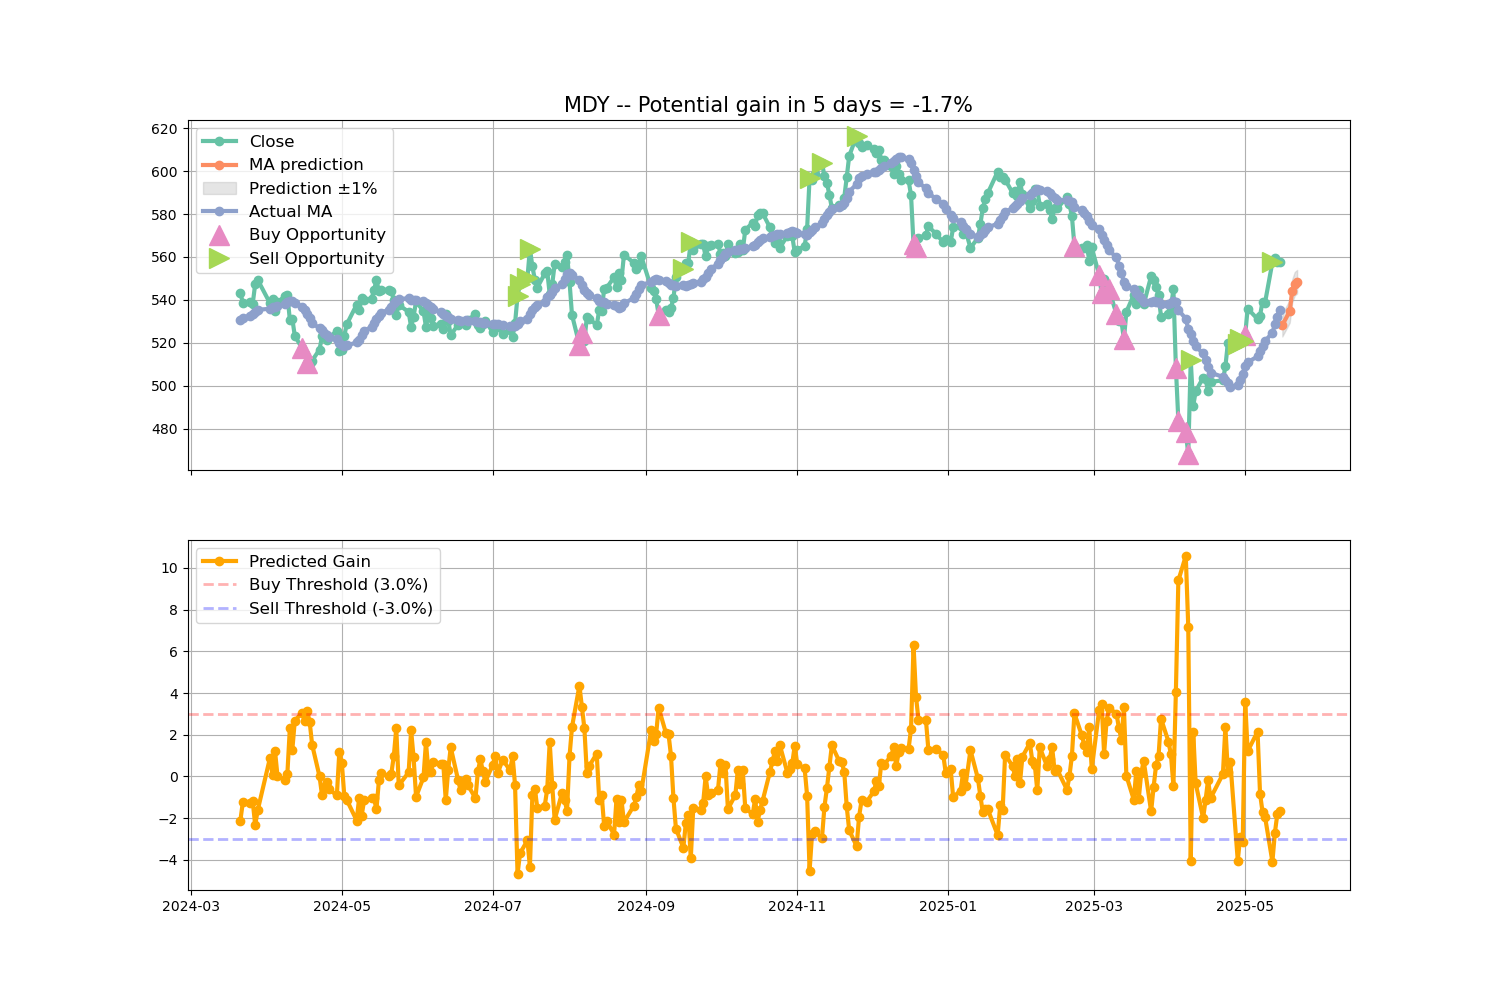 MDY -- Potential gain in 5 days = -1.7%
620
600
580
560
540
520
500
480
Close
MA prediction
Prediction ±1%
Actual MA
Buy Opportunity
Sell Opportunity
10
8
6
4
2
0
−2
−4
Predicted Gain
Buy Threshold (3.0%)
Sell Threshold (-3.0%)
2024-03 2024-05 2024-07 2024-09 2024-11 2025-01 2025-03 2025-05